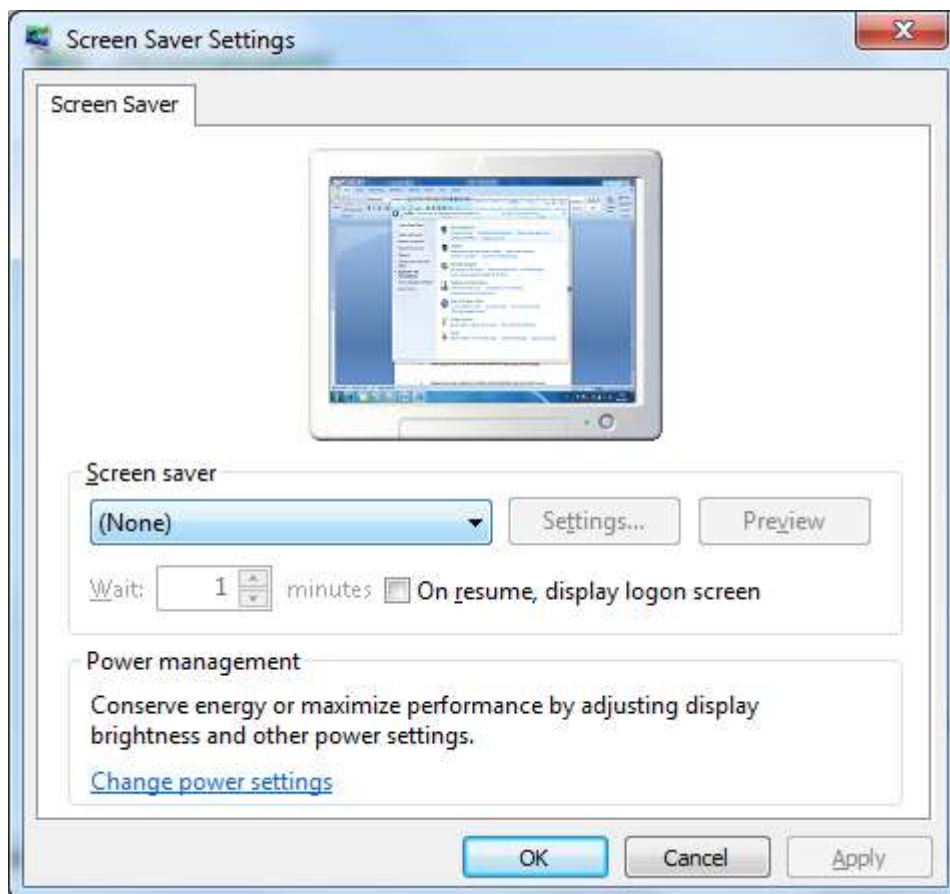 Screen Saver Settings
Screen Saver
Screen saver
(None)
Settings...
Preview
Wait: 1 minutes On resume, display logon screen
Power management
Conserve energy or maximize performance by adjusting display
brightness and other power settings.
Change power settings
OK Cancel Apply